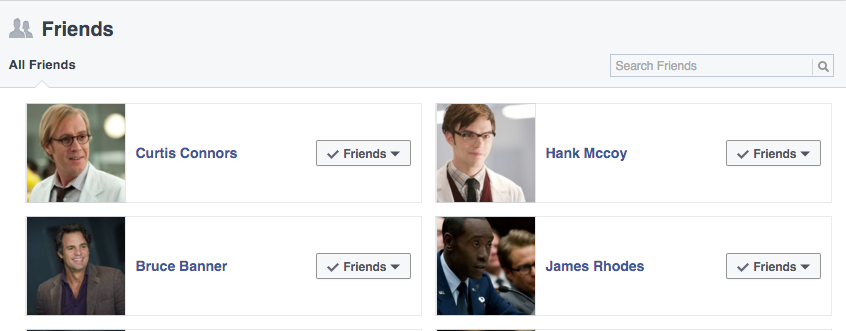 Friends
All Friends
Search Friends
Curtis Connors
Friends
Hank Mccoy
Friends
Bruce Banner
Friends
James Rhodes
Friends